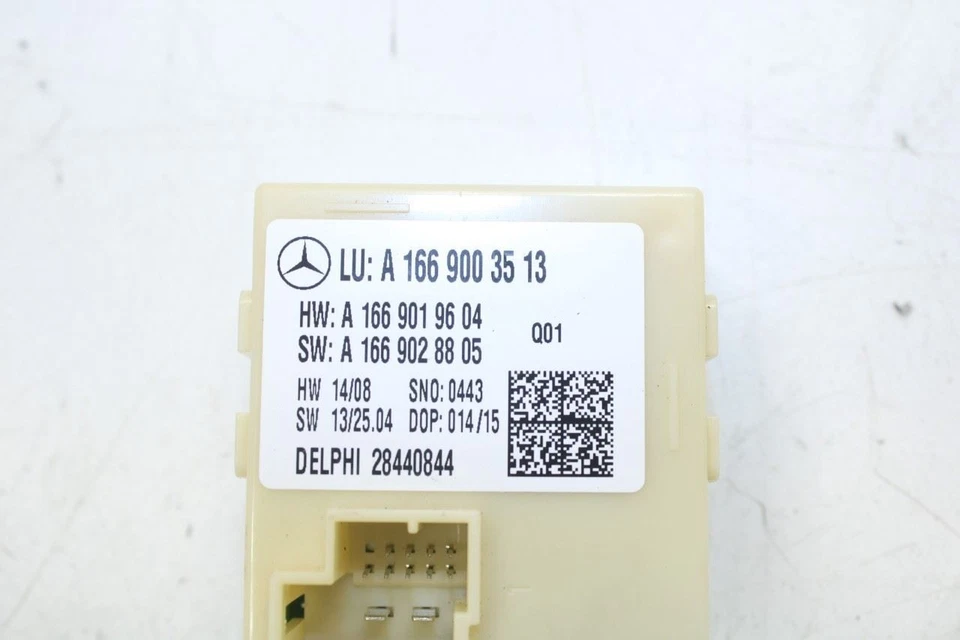 LU: A 166 900 35 13
HW: A 166 901 96 04
SW: A 166 902 88 05
Q01
HW 14/08 SNO: 0443
SW 13/25.04 DOP: 014/15
DELPHI 28440844